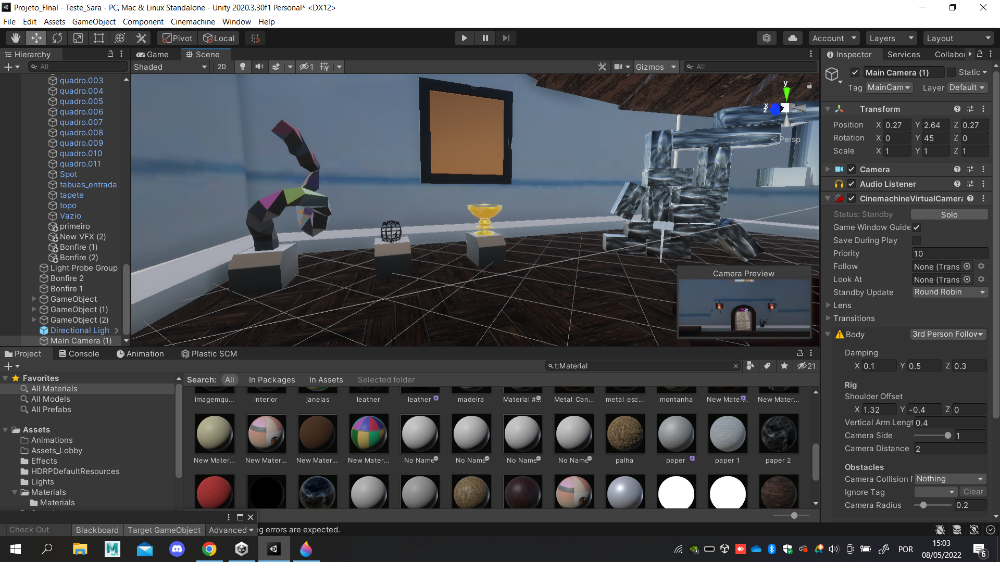 Projeto_FInal - Teste_Sara - PC, Mac & Linux Standalone - Unity 2020.3.30f1 Personal* <DX12>
File Edit Assets GameObject Component Cinemachine Window Help
Pivot Local Account Layers Layout
Hierarchy
All
quadro.003
quadro.004
quadro.005
quadro.006
quadro.007
quadro.008
quadro.009
quadro.010
quadro.011
Spot
tabuas_entrada
tapete
topo
Vazio
primeiro
New VFX (2)
Bonfire (1)
Bonfire (2)
Light Probe Group
Bonfire 2
Bonfire 1
GameObject
GameObject (1)
GameObject (2)
Directional Ligh
Main Camera (1)
Game Scene
Shaded 2D 1 Gizmos All
y
x
z
Persp
Camera Preview
Inspector Services Collabor
Main Camera (1) Static
Tag MainCam Layer Default
Transform
Position X 0.27 Y 2.64 Z 0.27
Rotation X 0 Y 45 Z 0
Scale X 1 Y 1 Z 1
Camera
Audio Listener
CinemachineVirtualCamera
Status: Standby Solo
Game Window Guide
Save During Play
Priority 10
Follow None (Trans
Look At None (Trans
Standby Update Round Robin
Lens
Transitions
Body 3rd Person Follow
Damping
X 0.1 Y 0.5 Z 0.3
Rig
Shoulder Offset
X 1.32 Y -0.4 Z 0
Vertical Arm Lengt 0.4
Camera Side 1
Camera Distance 2
Obstacles
Camera Collision F Nothing
Ignore Tag Clear
Camera Radius 0.2
Project Console Animation Plastic SCM
t:Material 21
Favorites
All Materials
All Models
All Prefabs
Assets
Animations
Assets_Lobby
Effects
HDRPDefaultResources
Lights
Materials
Materials
Search: All In Packages In Assets Selected folder
imagemqu... interior janelas leather leather madeira Material #... Metal_Can... metal_esc... montanha New Mate... New Mater...
New Mater... New Mater... New Mater... New Mater... No Name No Name No Name No Name palha paper paper 1 paper 2
Check Out Blackboard Target GameObject Advanced g errors are expected.
POR
15:03
08/05/2022
6